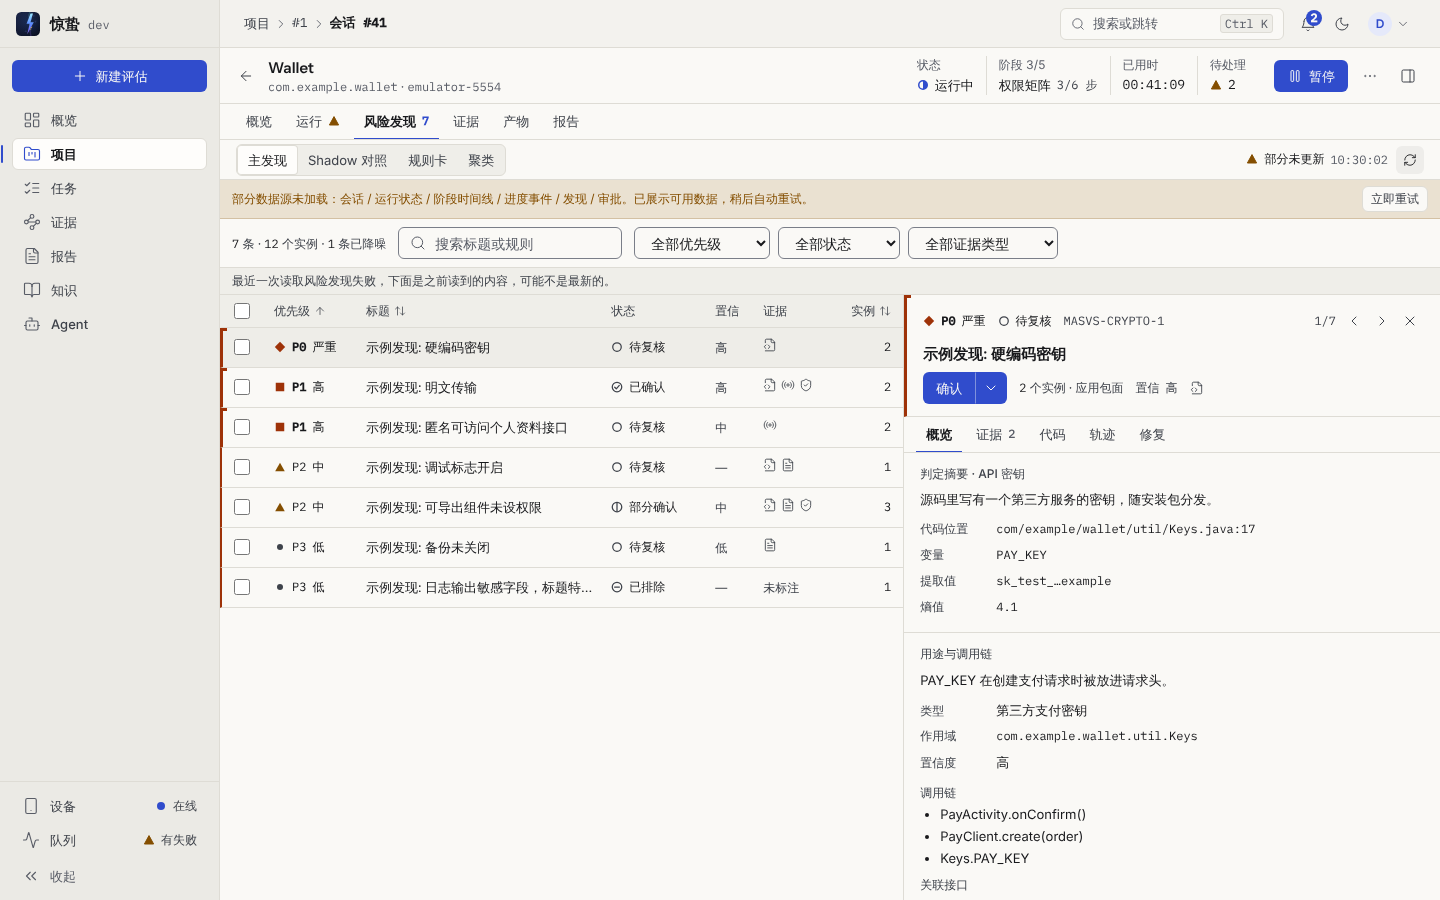 惊蛰 dev
项目 > #1 > 会话 #41
搜索或跳转 Ctrl K
2
D
新建评估
概览
项目
任务
证据
报告
知识
Agent
设备 在线
队列 有失败
收起
Wallet
com.example.wallet · emulator-5554
状态
运行中
阶段 3/5
权限矩阵 3/6 步
已用时
00:41:09
待处理
2
暂停
概览 运行 风险发现 7 证据 产物 报告
主发现 Shadow 对照 规则卡 聚类
部分未更新 10:30:02
部分数据源未加载：会话 / 运行状态 / 阶段时间线 / 进度事件 / 发现 / 审批。已展示可用数据，稍后自动重试。
立即重试
7 条 · 12 个实例 · 1 条已降噪
搜索标题或规则
全部优先级 全部状态 全部证据类型
最近一次读取风险发现失败，下面是之前读到的内容，可能不是最新的。
优先级 标题 状态 置信 证据 实例
P0 严重 示例发现: 硬编码密钥 待复核 高 2
P1 高 示例发现: 明文传输 已确认 高 2
P1 高 示例发现: 匿名可访问个人资料接口 待复核 中 2
P2 中 示例发现: 调试标志开启 待复核 — 1
P2 中 示例发现: 可导出组件未设权限 部分确认 中 3
P3 低 示例发现: 备份未关闭 待复核 低 1
P3 低 示例发现: 日志输出敏感字段，标题特... 已排除 — 未标注 1
P0 严重 待复核 MASVS-CRYPTO-1 1/7
示例发现: 硬编码密钥
确认
2 个实例 · 应用包面 置信 高
概览 证据 2 代码 轨迹 修复
判定摘要 · API 密钥
源码里写有一个第三方服务的密钥，随安装包分发。
代码位置 com/example/wallet/util/Keys.java:17
变量 PAY_KEY
提取值 sk_test_…example
熵值 4.1
用途与调用链
PAY_KEY 在创建支付请求时被放进请求头。
类型 第三方支付密钥
作用域 com.example.wallet.util.Keys
置信度 高
调用链
• PayActivity.onConfirm()
• PayClient.create(order)
• Keys.PAY_KEY
关联接口